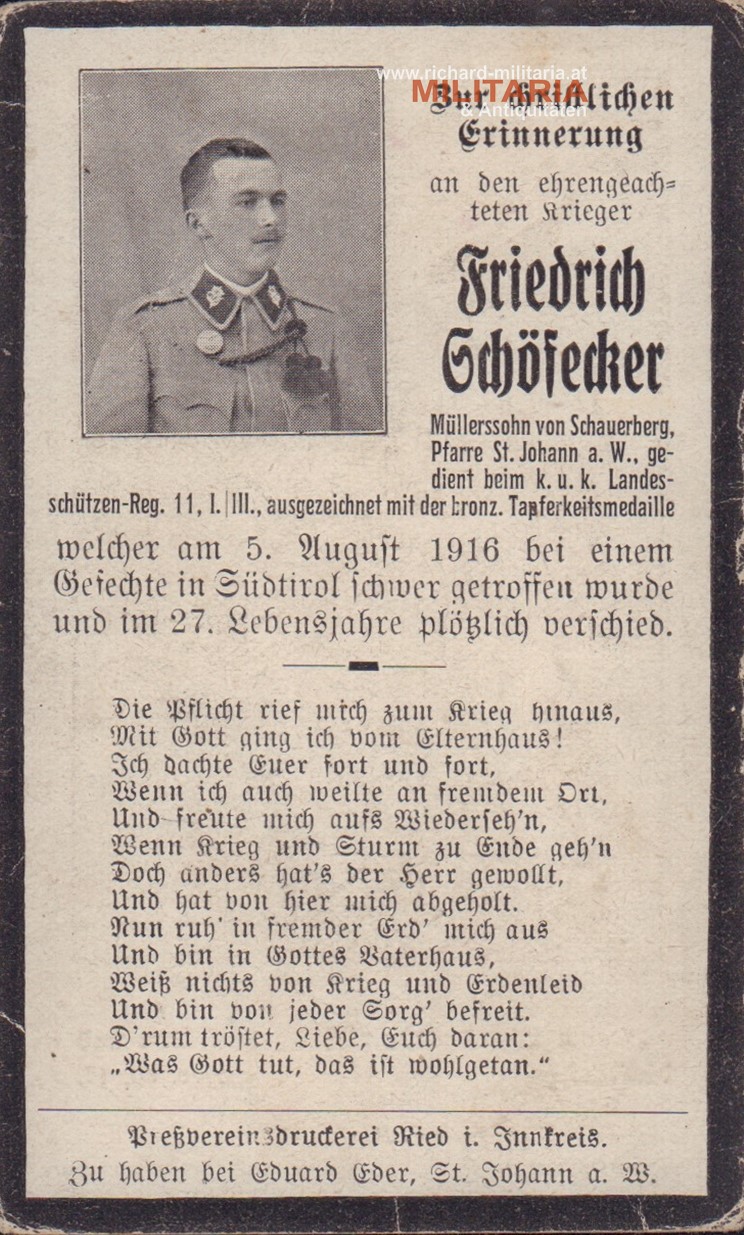 www.richard-militaria.at
MILITARIA
& Antiquitäten
Zur christlichen
Erinnerung
an den ehrengeach=
teten Krieger
Friedrich
Schöfecker
Müllerssohn von Schauerberg,
Pfarre St. Johann a. W., ge-
dient beim k. u. k. Landes-
schützen-Reg. 11, I./III., ausgezeichnet mit der bronz. Tapferkeitsmedaille
welcher am 5. August 1916 bei einem
Gefechte in Südtirol schwer getroffen wurde
und im 27. Lebensjahre plötzlich verschied.
Die Pflicht rief mich zum Krieg hinaus,
Mit Gott ging ich vom Elternhaus!
Ich dachte Euer fort und fort,
Wenn ich auch weilte an fremdem Ort,
Und freute mich aufs Wiederseh'n,
Wenn Krieg und Sturm zu Ende geh'n
Doch anders hat's der Herr gewollt,
Und hat von hier mich abgeholt.
Nun ruh' in fremder Erd' mich aus
Und bin in Gottes Vaterhaus,
Weiß nichts von Krieg und Erdenleid
Und bin von jeder Sorg' befreit.
D'rum tröstet, Liebe, Euch daran:
„Was Gott tut, das ist wohlgetan."
Preßvereinsdruckerei Ried i. Innkreis.
Zu haben bei Eduard Eder, St. Johann a. W.